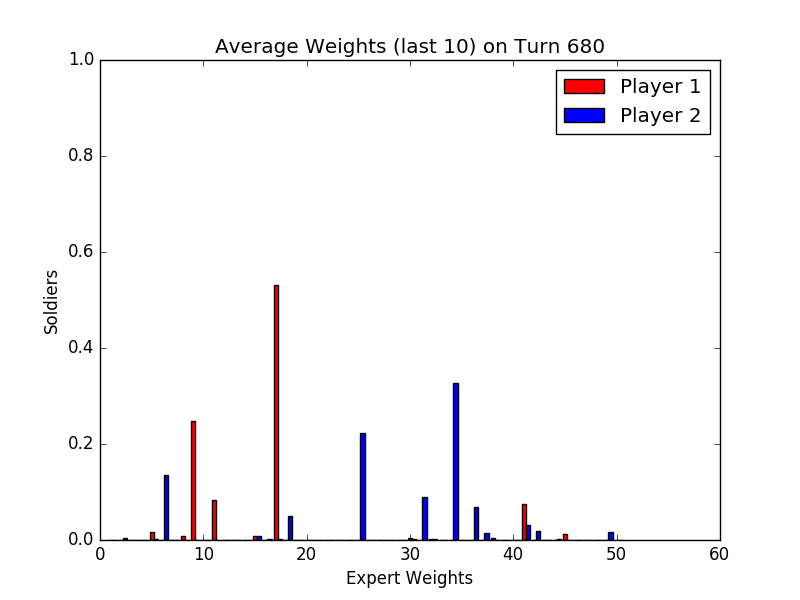 Average Weights (last 10) on Turn 680
1.0
0.8
0.6
0.4
0.2
0.0
Soldiers
Player 1
Player 2
0 10 20 30 40 50 60
Expert Weights